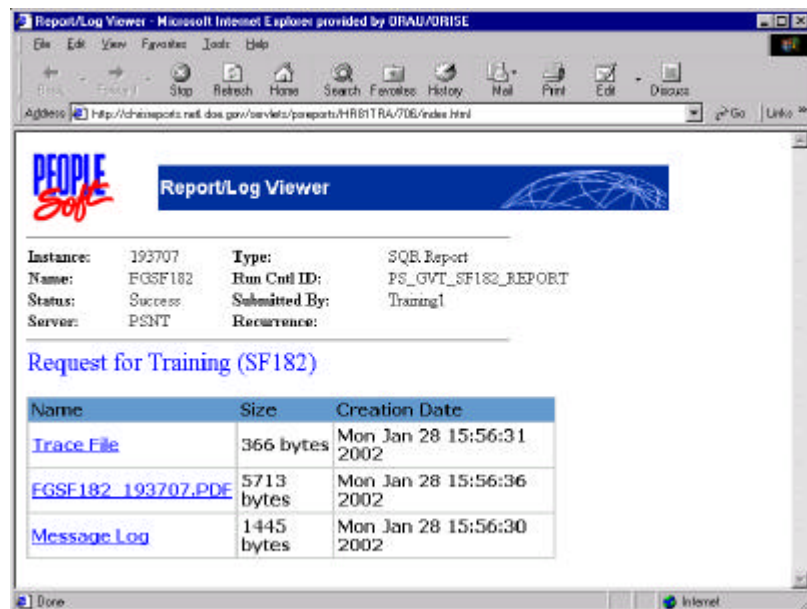 Report/Log Viewer - Microsoft Internet Explorer provided by ORAU/ORISE
File Edit View Favorites Tools Help
Back Forward Stop Refresh Home Search Favorites History Mail Print Edit Discuss
Address http://chrisreports.netl.doe.gov/servlets/psreports/HR81TRA/706/index.html Go Links »
PEOPLE
Soft
Report/Log Viewer
Instance: 193707 Type: SQR Report
Name: FGSF182 Run Cntl ID: PS_GVT_SF182_REPORT
Status: Success Submitted By: Training1
Server: PSNT Recurrence:
Request for Training (SF182)
Name Size Creation Date
Trace File 366 bytes Mon Jan 28 15:56:31
2002
FGSF182_193707.PDF 5713
bytes Mon Jan 28 15:56:36
2002
Message Log 1445
bytes Mon Jan 28 15:56:30
2002
Done Internet